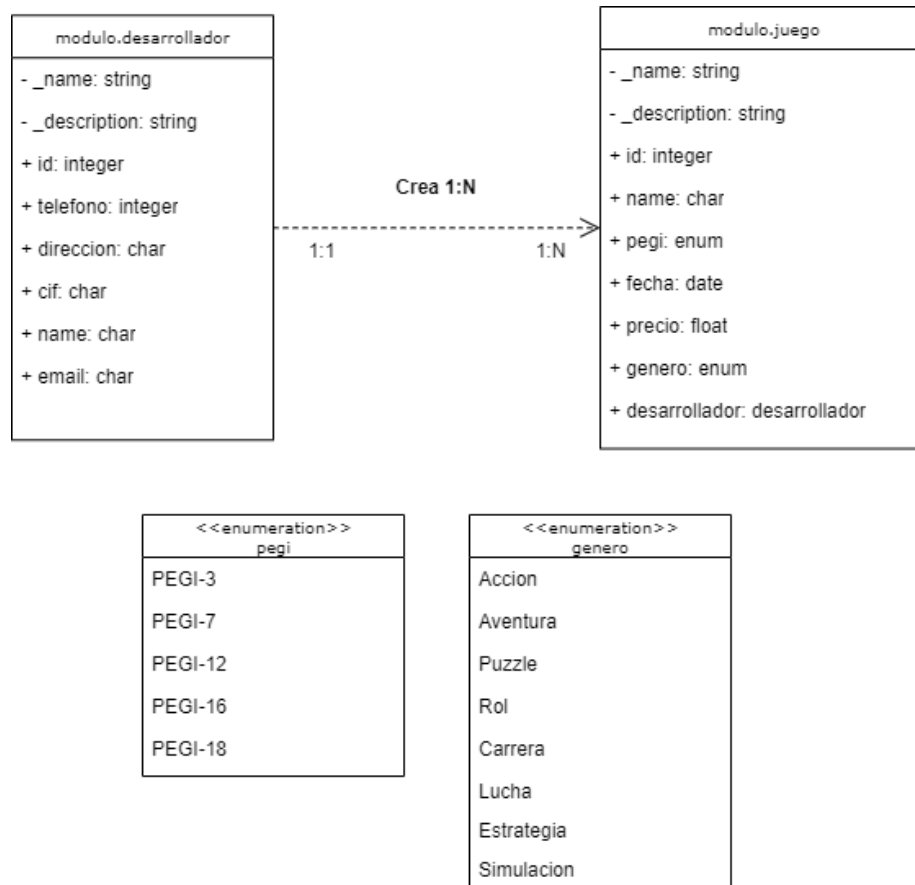 modulo.desarrollador
- _name: string
- _description: string
+ id: integer
+ telefono: integer
+ direccion: char
+ cif: char
+ name: char
+ email: char
Crea 1:N
1:1
1:N
modulo.juego
- _name: string
- _description: string
+ id: integer
+ name: char
+ pegi: enum
+ fecha: date
+ precio: float
+ genero: enum
+ desarrollador: desarrollador
<<enumeration>>
pegi
PEGI-3
PEGI-7
PEGI-12
PEGI-16
PEGI-18
<<enumeration>>
genero
Accion
Aventura
Puzzle
Rol
Carrera
Lucha
Estrategia
Simulacion